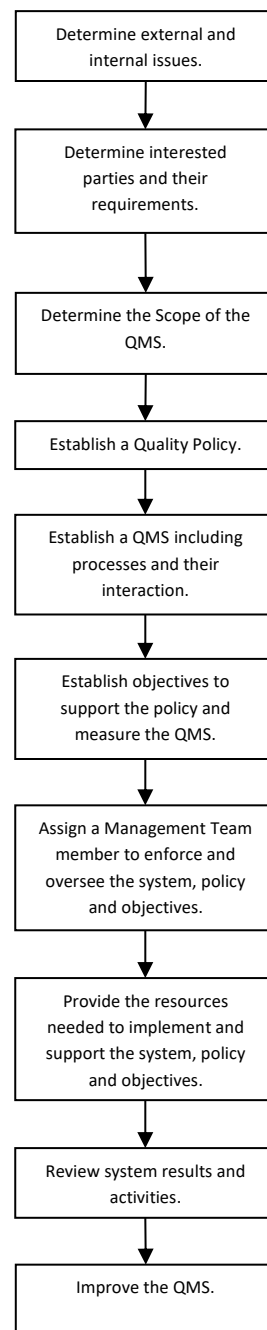 Determine external and
internal issues.
Determine interested
parties and their
requirements.
Determine the Scope of the
QMS.
Establish a Quality Policy.
Establish a QMS including
processes and their
interaction.
Establish objectives to
support the policy and
measure the QMS.
Assign a Management Team
member to enforce and
oversee the system, policy
and objectives.
Provide the resources
needed to implement and
support the system, policy
and objectives.
Review system results and
activities.
Improve the QMS.